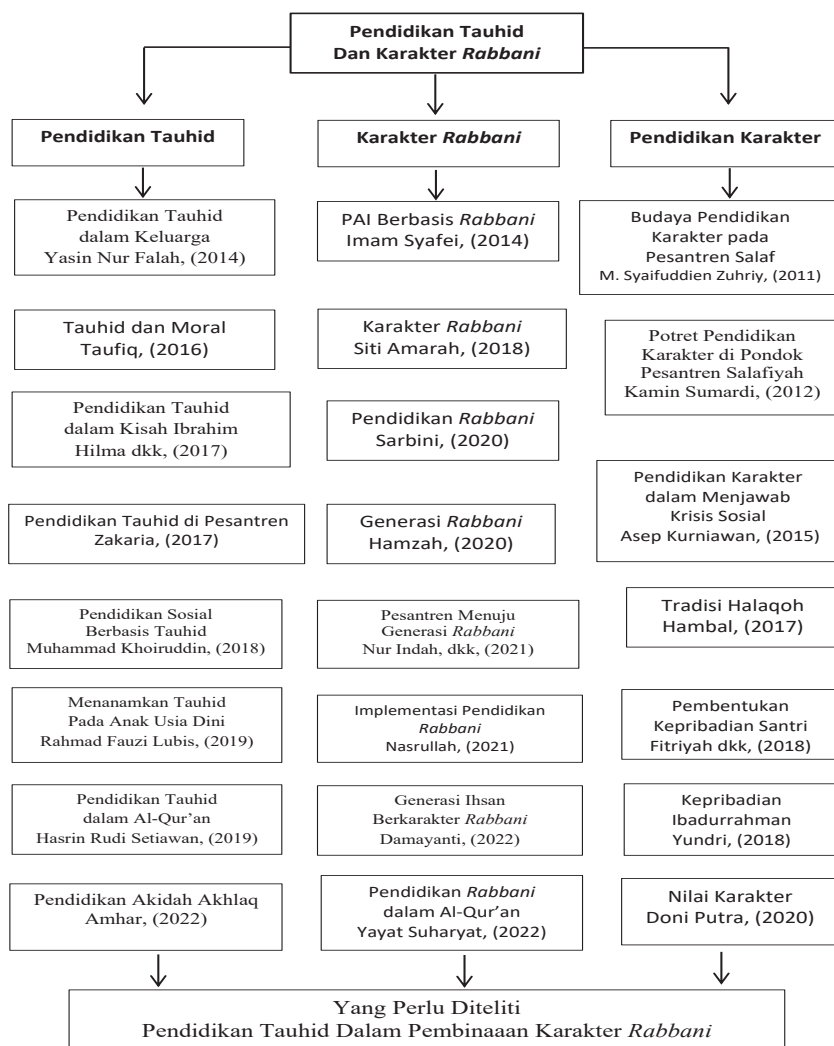 Pendidikan Tauhid
Dan Karakter Rabbani
Pendidikan Tauhid
Karakter Rabbani
Pendidikan Karakter
Pendidikan Tauhid
dalam Keluarga
Yasin Nur Falah, (2014)
Tauhid dan Moral
Taufiq, (2016)
Pendidikan Tauhid
dalam Kisah Ibrahim
Hilma dkk, (2017)
Pendidikan Tauhid di Pesantren
Zakaria, (2017)
Pendidikan Sosial
Berbasis Tauhid
Muhammad Khoiruddin, (2018)
Menanamkan Tauhid
Pada Anak Usia Dini
Rahmad Fauzi Lubis, (2019)
Pendidikan Tauhid
dalam Al-Qur’an
Hasrin Rudi Setiawan, (2019)
Pendidikan Akidah Akhlaq
Amhar, (2022)
PAI Berbasis Rabbani
Imam Syafei, (2014)
Karakter Rabbani
Siti Amarah, (2018)
Pendidikan Rabbani
Sarbini, (2020)
Generasi Rabbani
Hamzah, (2020)
Pesantren Menuju
Generasi Rabbani
Nur Indah, dkk, (2021)
Implementasi Pendidikan
Rabbani
Nasrullah, (2021)
Generasi Ihsan
Berkarakter Rabbani
Damayanti, (2022)
Pendidikan Rabbani
dalam Al-Qur’an
Yayat Suharyat, (2022)
Budaya Pendidikan
Karakter pada
Pesantren Salaf
M. Syaifuddien Zuhriy, (2011)
Potret Pendidikan
Karakter di Pondok
Pesantren Salafiyah
Kamin Sumardi, (2012)
Pendidikan Karakter
dalam Menjawab
Krisis Sosial
Asep Kurniawan, (2015)
Tradisi Halaqoh
Hambal, (2017)
Pembentukan
Kepribadian Santri
Fitriyah dkk, (2018)
Kepribadian
Ibadurrahman
Yundri, (2018)
Nilai Karakter
Doni Putra, (2020)
Yang Perlu Diteliti
Pendidikan Tauhid Dalam Pembinaaan Karakter Rabbani